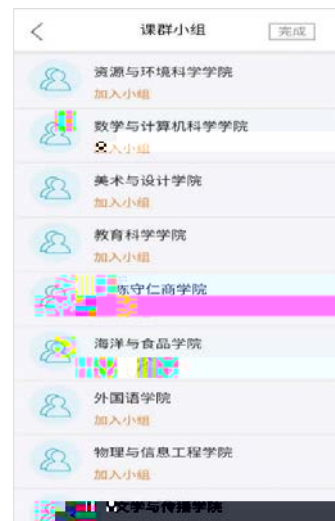 课群小组
完成
资源与环境科学学院
加入小组
数学与计算机科学学院
入小组
美术与设计学院
加入小组
教育科学学院
加入小组
陈守仁商学院
海洋与食品学院
外国语学院
加入小组
物理与信息工程学院
加入小组
文学与传播学院